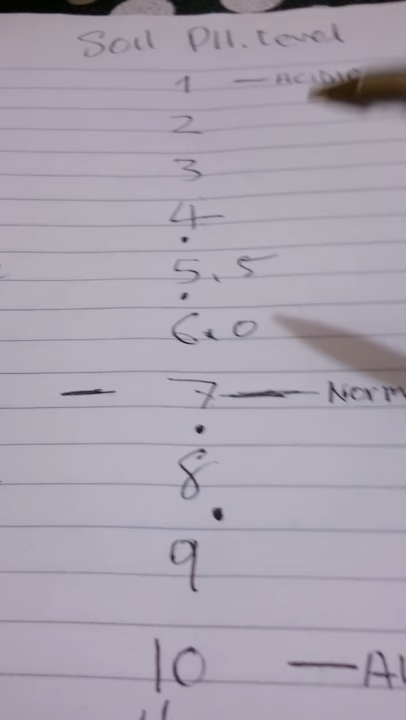 Soil PH. Level
1 — Acidic
2
3
4
5.5
6.0
— 7 — Norm
8
9
10 — Al